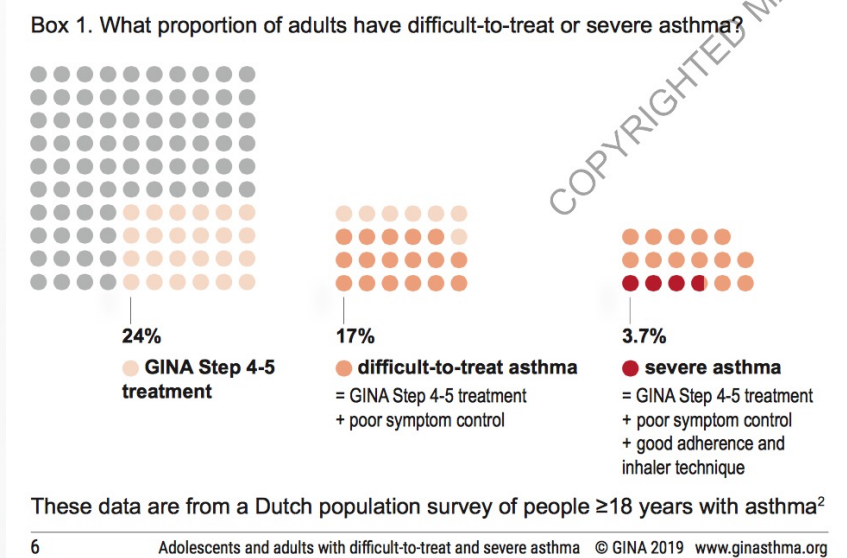 Box 1. What proportion of adults have difficult-to-treat or severe asthma?
COPYRIGHTED
24%
GINA Step 4-5
treatment
17%
difficult-to-treat asthma
= GINA Step 4-5 treatment
+ poor symptom control
3.7%
severe asthma
= GINA Step 4-5 treatment
+ poor symptom control
+ good adherence and
inhaler technique
These data are from a Dutch population survey of people ≥18 years with asthma²
6 Adolescents and adults with difficult-to-treat and severe asthma © GINA 2019 www.ginasthma.org